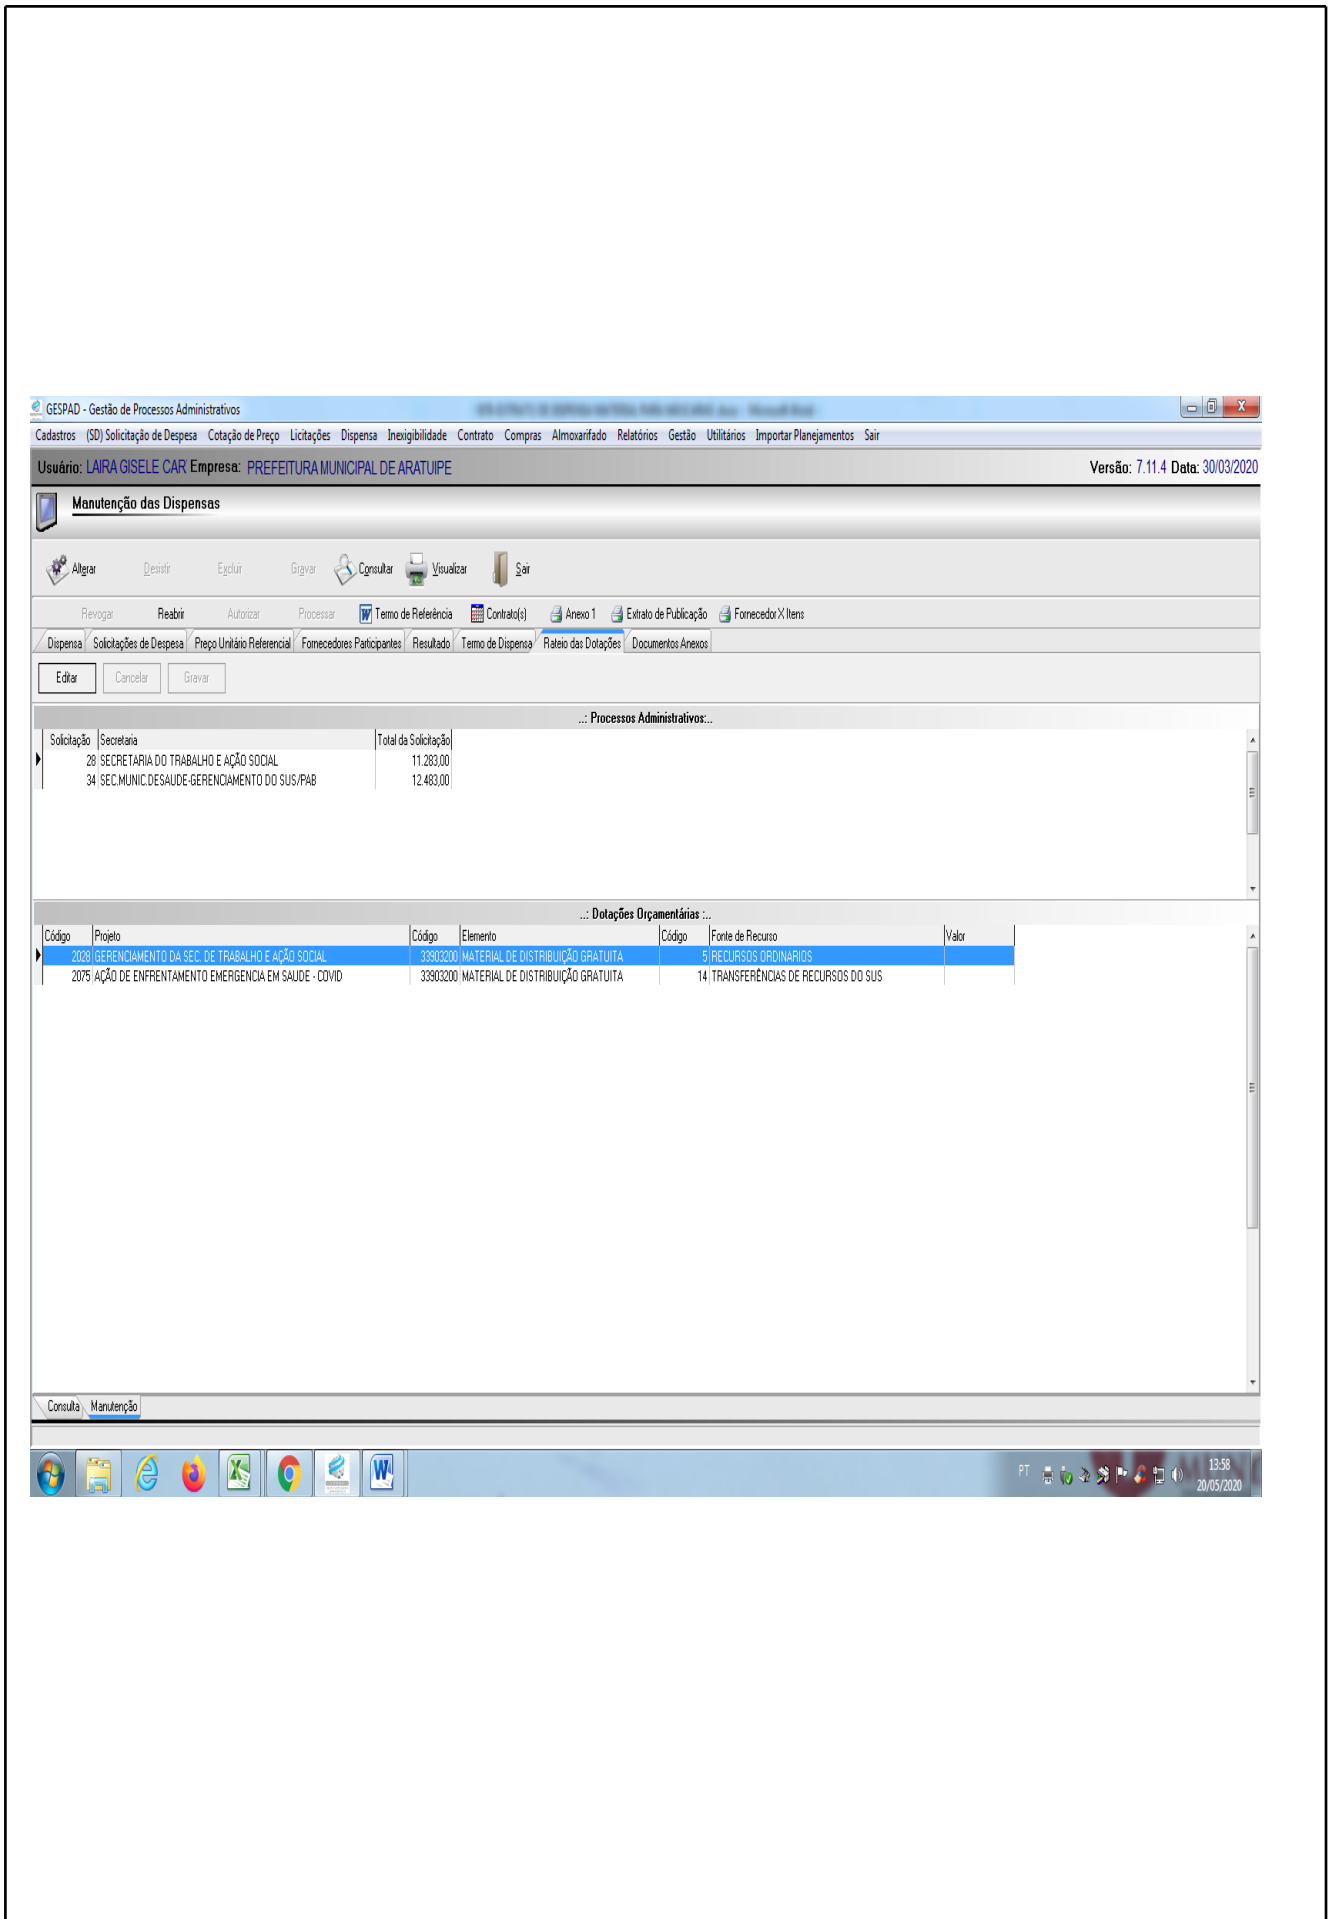 GESPAD - Gestão de Processos Administrativos
Cadastros (SD) Solicitação de Despesa Cotação de Preço Licitações Dispensa Inexigibilidade Contrato Compras Almoxarifado Relatórios Gestão Utilitários Importar Planejamentos Sair
Usuário: LAIRA GISELE CAR Empresa: PREFEITURA MUNICIPAL DE ARATUIPE Versão: 7.11.4 Data: 30/03/2020
Manutenção das Dispensas
Alterar Desistir Excluir Gravar Consultar Visualizar Sair
Revogar Reabrir Autorizar Processar Termo de Referência Contrato(s) Anexo 1 Extrato de Publicação Fornecedor X Itens
Dispensa Solicitações de Despesa Preço Unitário Referencial Fornecedores Participantes Resultado Termo de Dispensa Rateio das Dotações Documentos Anexos
Editar Cancelar Gravar
..: Processos Administrativos:..
Solicitação Secretaria Total da Solicitação
28 SECRETARIA DO TRABALHO E AÇÃO SOCIAL 11.283,00
34 SEC.MUNIC.DESAUDE-GERENCIAMENTO DO SUS/PAB 12.483,00
..: Dotações Orçamentárias :..
Código Projeto Código Elemento Código Fonte de Recurso Valor
2028 GERENCIAMENTO DA SEC. DE TRABALHO E AÇÃO SOCIAL 33903200 MATERIAL DE DISTRIBUIÇÃO GRATUITA 5 RECURSOS ORDINARIOS
2075 AÇÃO DE ENFRENTAMENTO EMERGENCIA EM SAUDE - COVID 33903200 MATERIAL DE DISTRIBUIÇÃO GRATUITA 14 TRANSFERÊNCIAS DE RECURSOS DO SUS
Consulta Manutenção
PT 13:58
20/05/2020